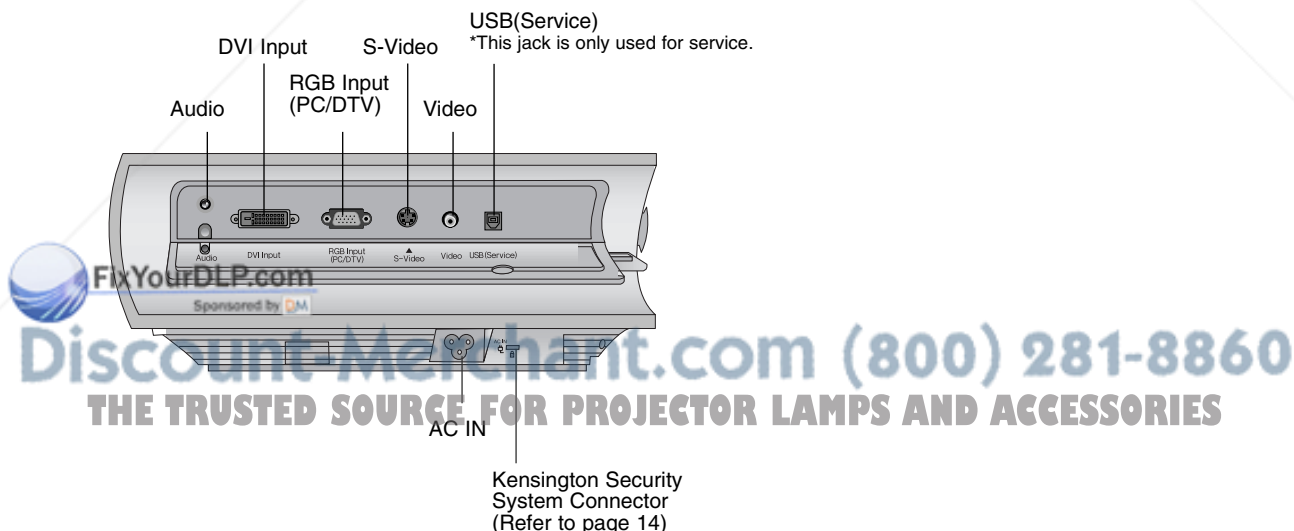 USB(Service)
*This jack is only used for service.
DVI Input
S-Video
RGB Input
(PC/DTV)
Audio
Video
Audio
DVI Input
RGB Input
(PC/DTV)
S-Video
Video
USB(Service)
FixYourDLP.com
Sponsored by DM
Discount-Merchant.com (800) 281-8860
AC IN
THE TRUSTED SOURCE FOR PROJECTOR LAMPS AND ACCESSORIES
AC IN
Kensington Security
System Connector
(Refer to page 14)